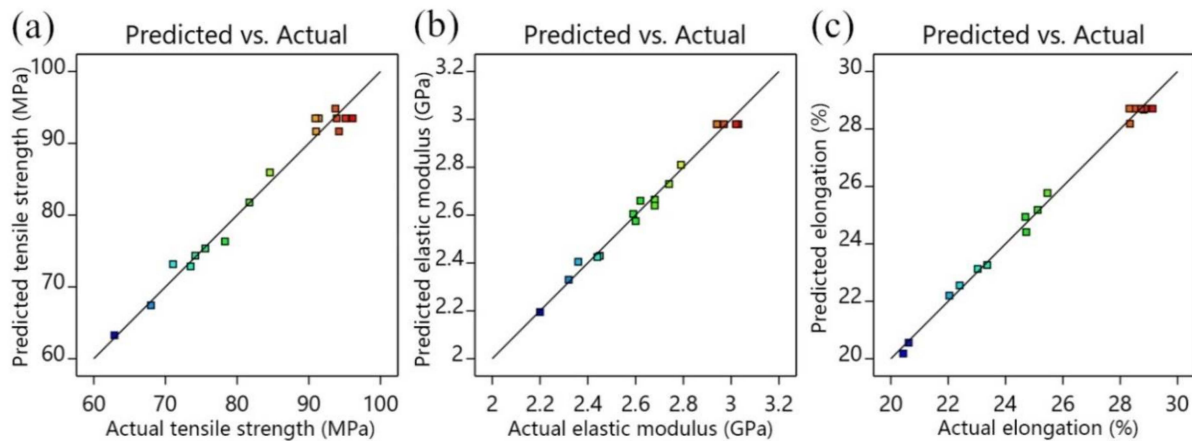 (a)
Predicted vs. Actual
Predicted tensile strength (MPa)
100
90
80
70
60
60 70 80 90 100
Actual tensile strength (MPa)
(b)
Predicted vs. Actual
Predicted elastic modulus (GPa)
3.2
3
2.8
2.6
2.4
2.2
2
2 2.2 2.4 2.6 2.8 3 3.2
Actual elastic modulus (GPa)
(c)
Predicted vs. Actual
Predicted elongation (%)
30
28
26
24
22
20
20 22 24 26 28 30
Actual elongation (%)